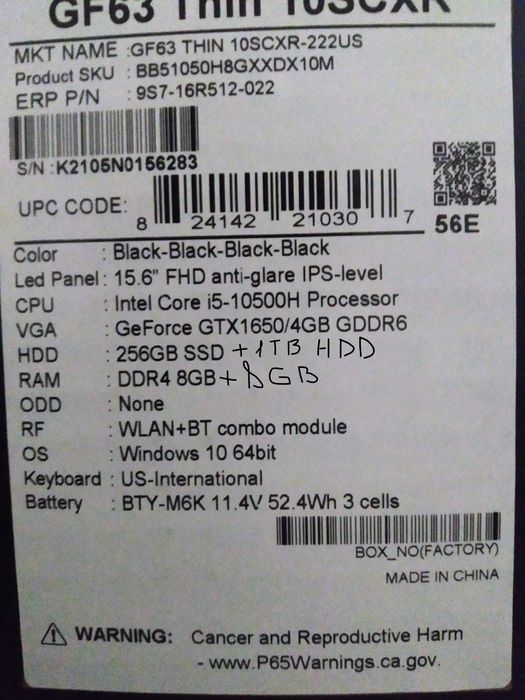 GF63 Thin 10SCXR
MKT NAME :GF63 THIN 10SCXR-222US
Product SKU : BB51050H8GXXDX10M
ERP P/N : 9S7-16R512-022
S/N :K2105N0156283
UPC CODE: 8 24142 21030 7
56E
Color : Black-Black-Black-Black
Led Panel : 15.6" FHD anti-glare IPS-level
CPU : Intel Core i5-10500H Processor
VGA : GeForce GTX1650/4GB GDDR6
HDD : 256GB SSD +1TB HDD
RAM : DDR4 8GB+8GB
ODD : None
RF : WLAN+BT combo module
OS : Windows 10 64bit
Keyboard : US-International
Battery : BTY-M6K 11.4V 52.4Wh 3 cells
BOX_NO(FACTORY)
MADE IN CHINA
WARNING: Cancer and Reproductive Harm
- www.P65Warnings.ca.gov.